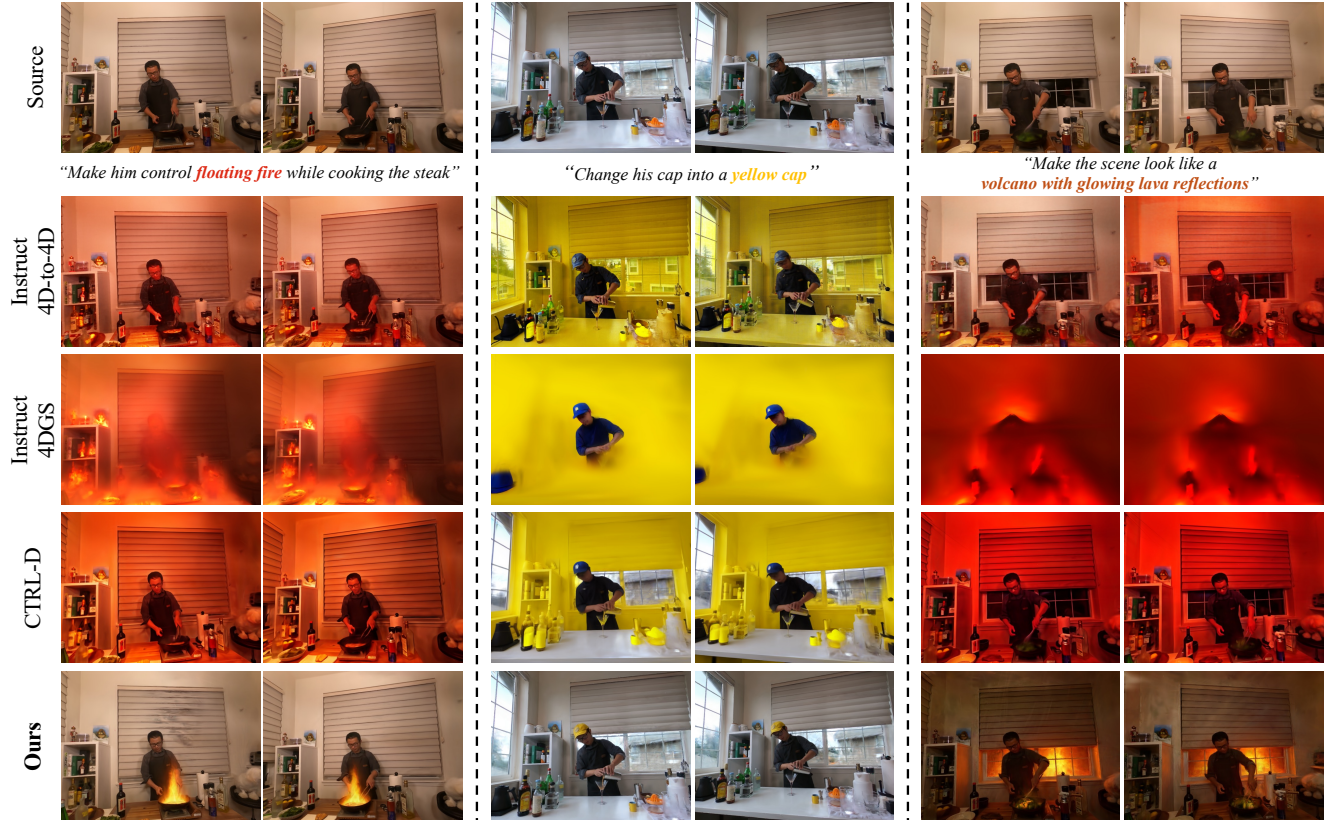 Source
“Make him control floating fire while cooking the steak”
“Change his cap into a yellow cap”
“Make the scene look like a
volcano with glowing lava reflections”
Instruct
4D-to-4D
Instruct
4DGS
CTRL-D
Ours